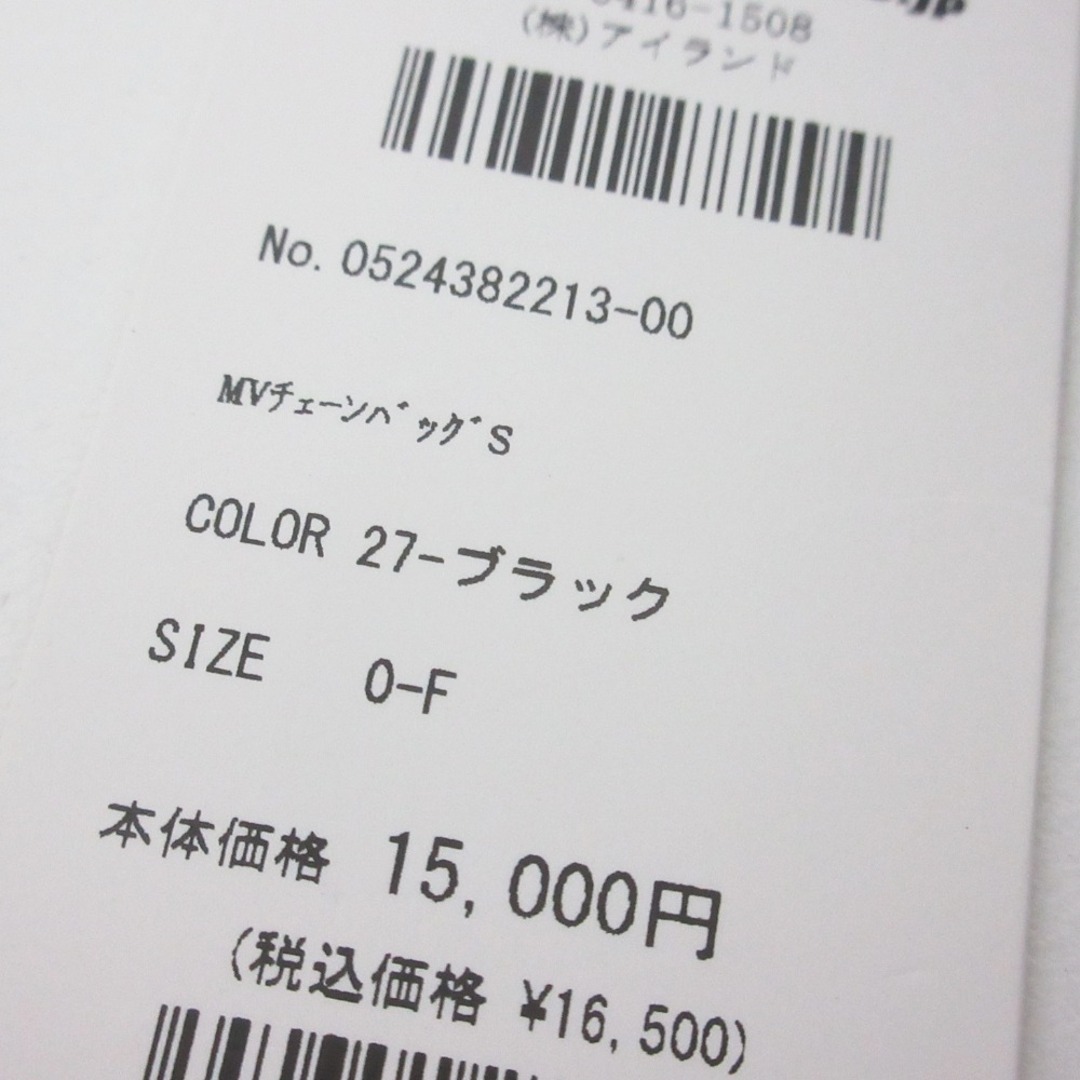 416-1508
(株)アイランド
No. 0524382213-00
MVチェーンバッグS
COLOR 27-ブラック
SIZE 0-F
本体価格 15,000円
(税込価格 ¥16,500)